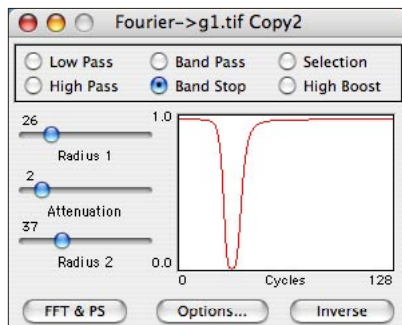 Fourier->g1.tif Copy2
Low Pass Band Pass Selection
High Pass Band Stop High Boost
26
Radius 1
2
Attenuation
37
Radius 2
1.0
0.0
0 Cycles 128
FFT & PS Options... Inverse